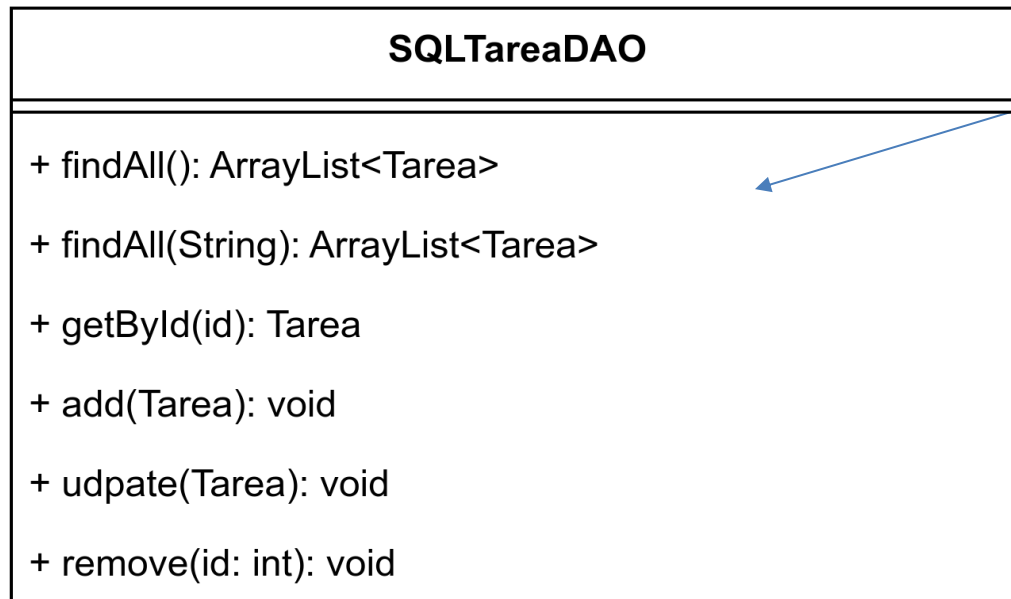 SQLTareaDAO
+ findAll(): ArrayList<Tarea>
+ findAll(String): ArrayList<Tarea>
+ getById(id): Tarea
+ add(Tarea): void
+ udpate(Tarea): void
+ remove(id: int): void